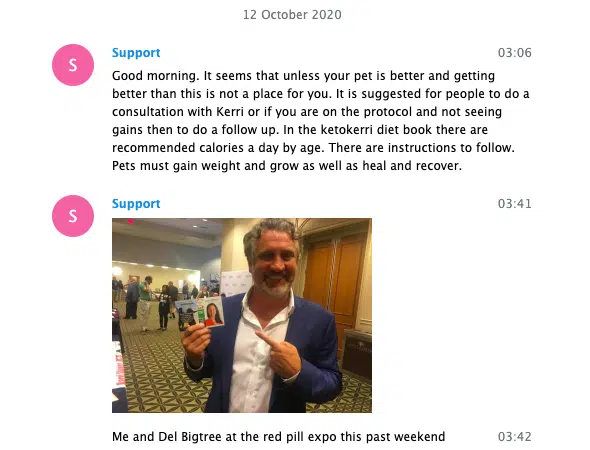 12 October 2020
Support
03:06
Good morning. It seems that unless your pet is better and getting
better than this is not a place for you. It is suggested for people to do a
consultation with Kerri or if you are on the protocol and not seeing
gains then to do a follow up. In the ketokerri diet book there are
recommended calories a day by age. There are instructions to follow.
Pets must gain weight and grow as well as heal and recover.
Support
03:41
Me and Del Bigtree at the red pill expo this past weekend
03:42